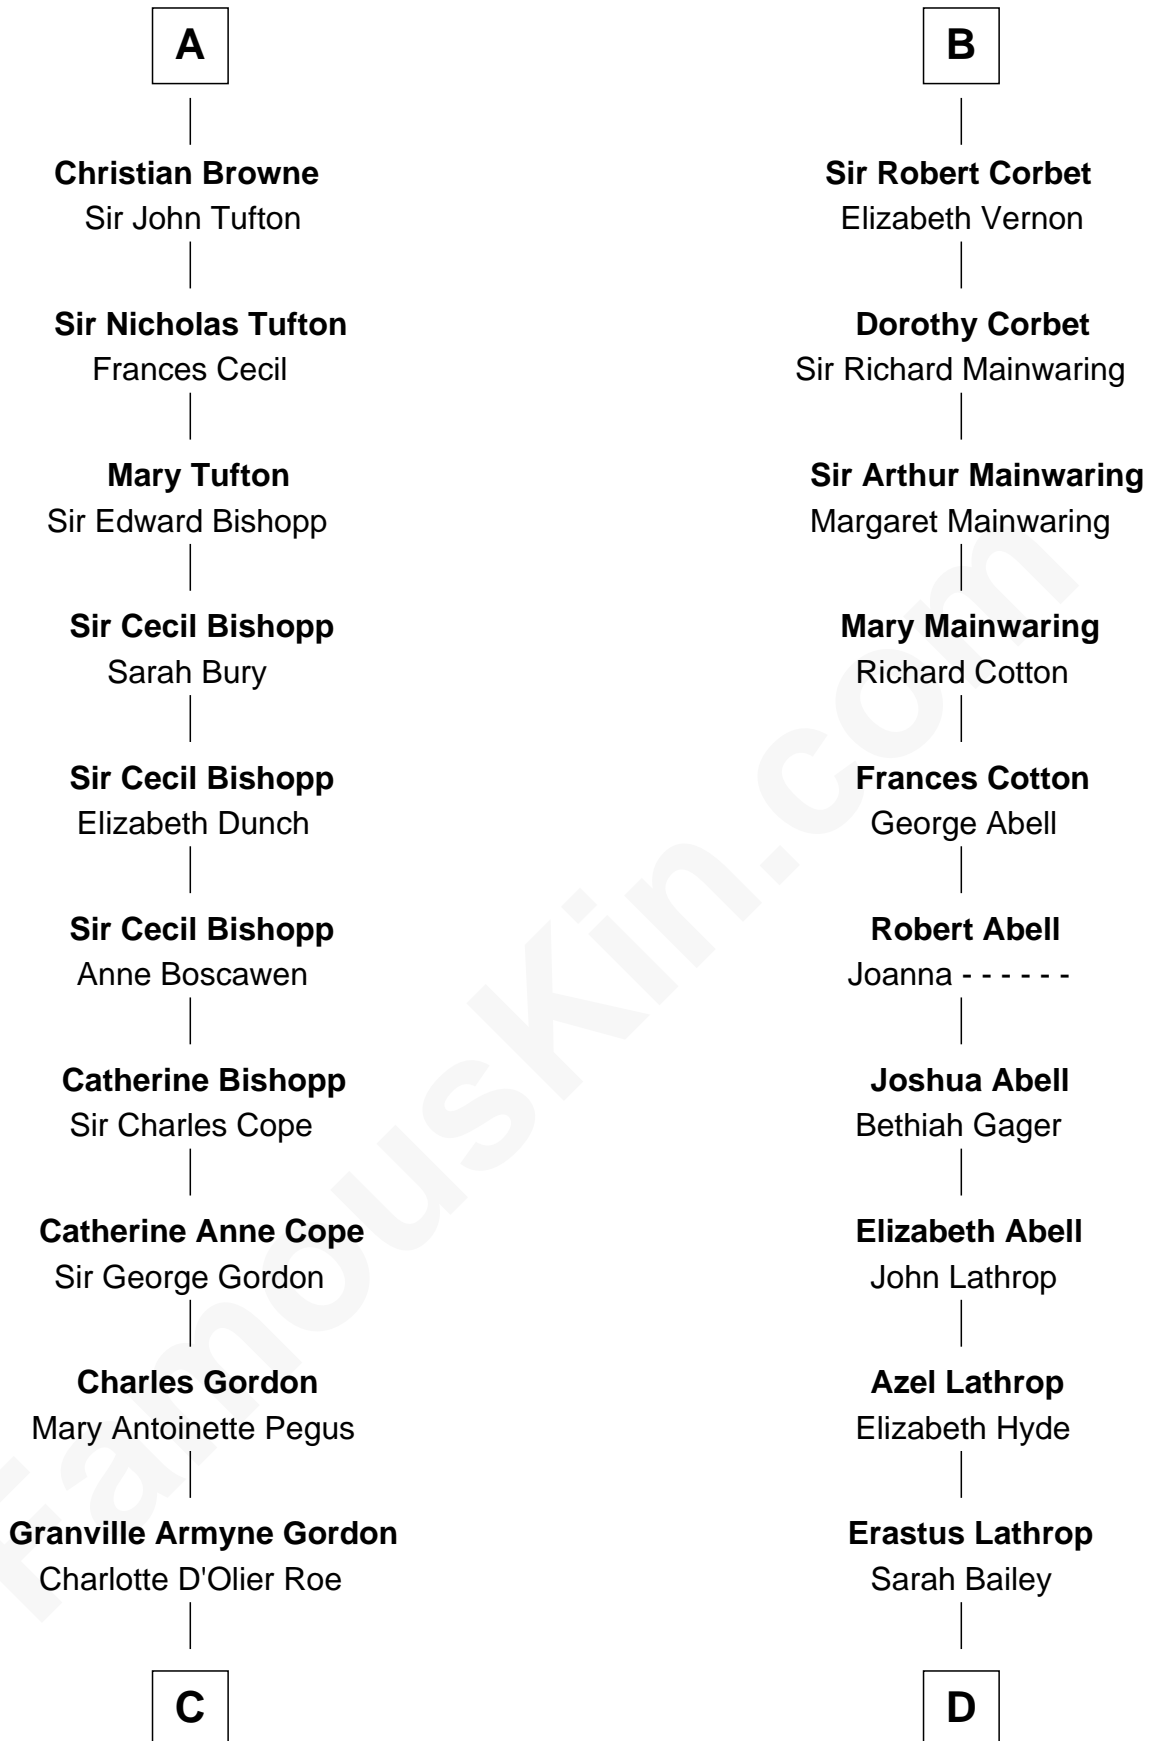 A
Christian Browne
Sir John Tufton
Sir Nicholas Tufton
Frances Cecil
Mary Tufton
Sir Edward Bishopp
Sir Cecil Bishopp
Sarah Bury
Sir Cecil Bishopp
Elizabeth Dunch
Sir Cecil Bishopp
Anne Boscawen
Catherine Bishopp
Sir Charles Cope
Catherine Anne Cope
Sir George Gordon
Charles Gordon
Mary Antoinette Pegus
Granville Armyne Gordon
Charlotte D'Olier Roe
C
B
Sir Robert Corbet
Elizabeth Vernon
Dorothy Corbet
Sir Richard Mainwaring
Sir Arthur Mainwaring
Margaret Mainwaring
Mary Mainwaring
Richard Cotton
Frances Cotton
George Abell
Robert Abell
Joanna - - - - - -
Joshua Abell
Bethiah Gager
Elizabeth Abell
John Lathrop
Azel Lathrop
Elizabeth Hyde
Erastus Lathrop
Sarah Bailey
D
FamousKin.com